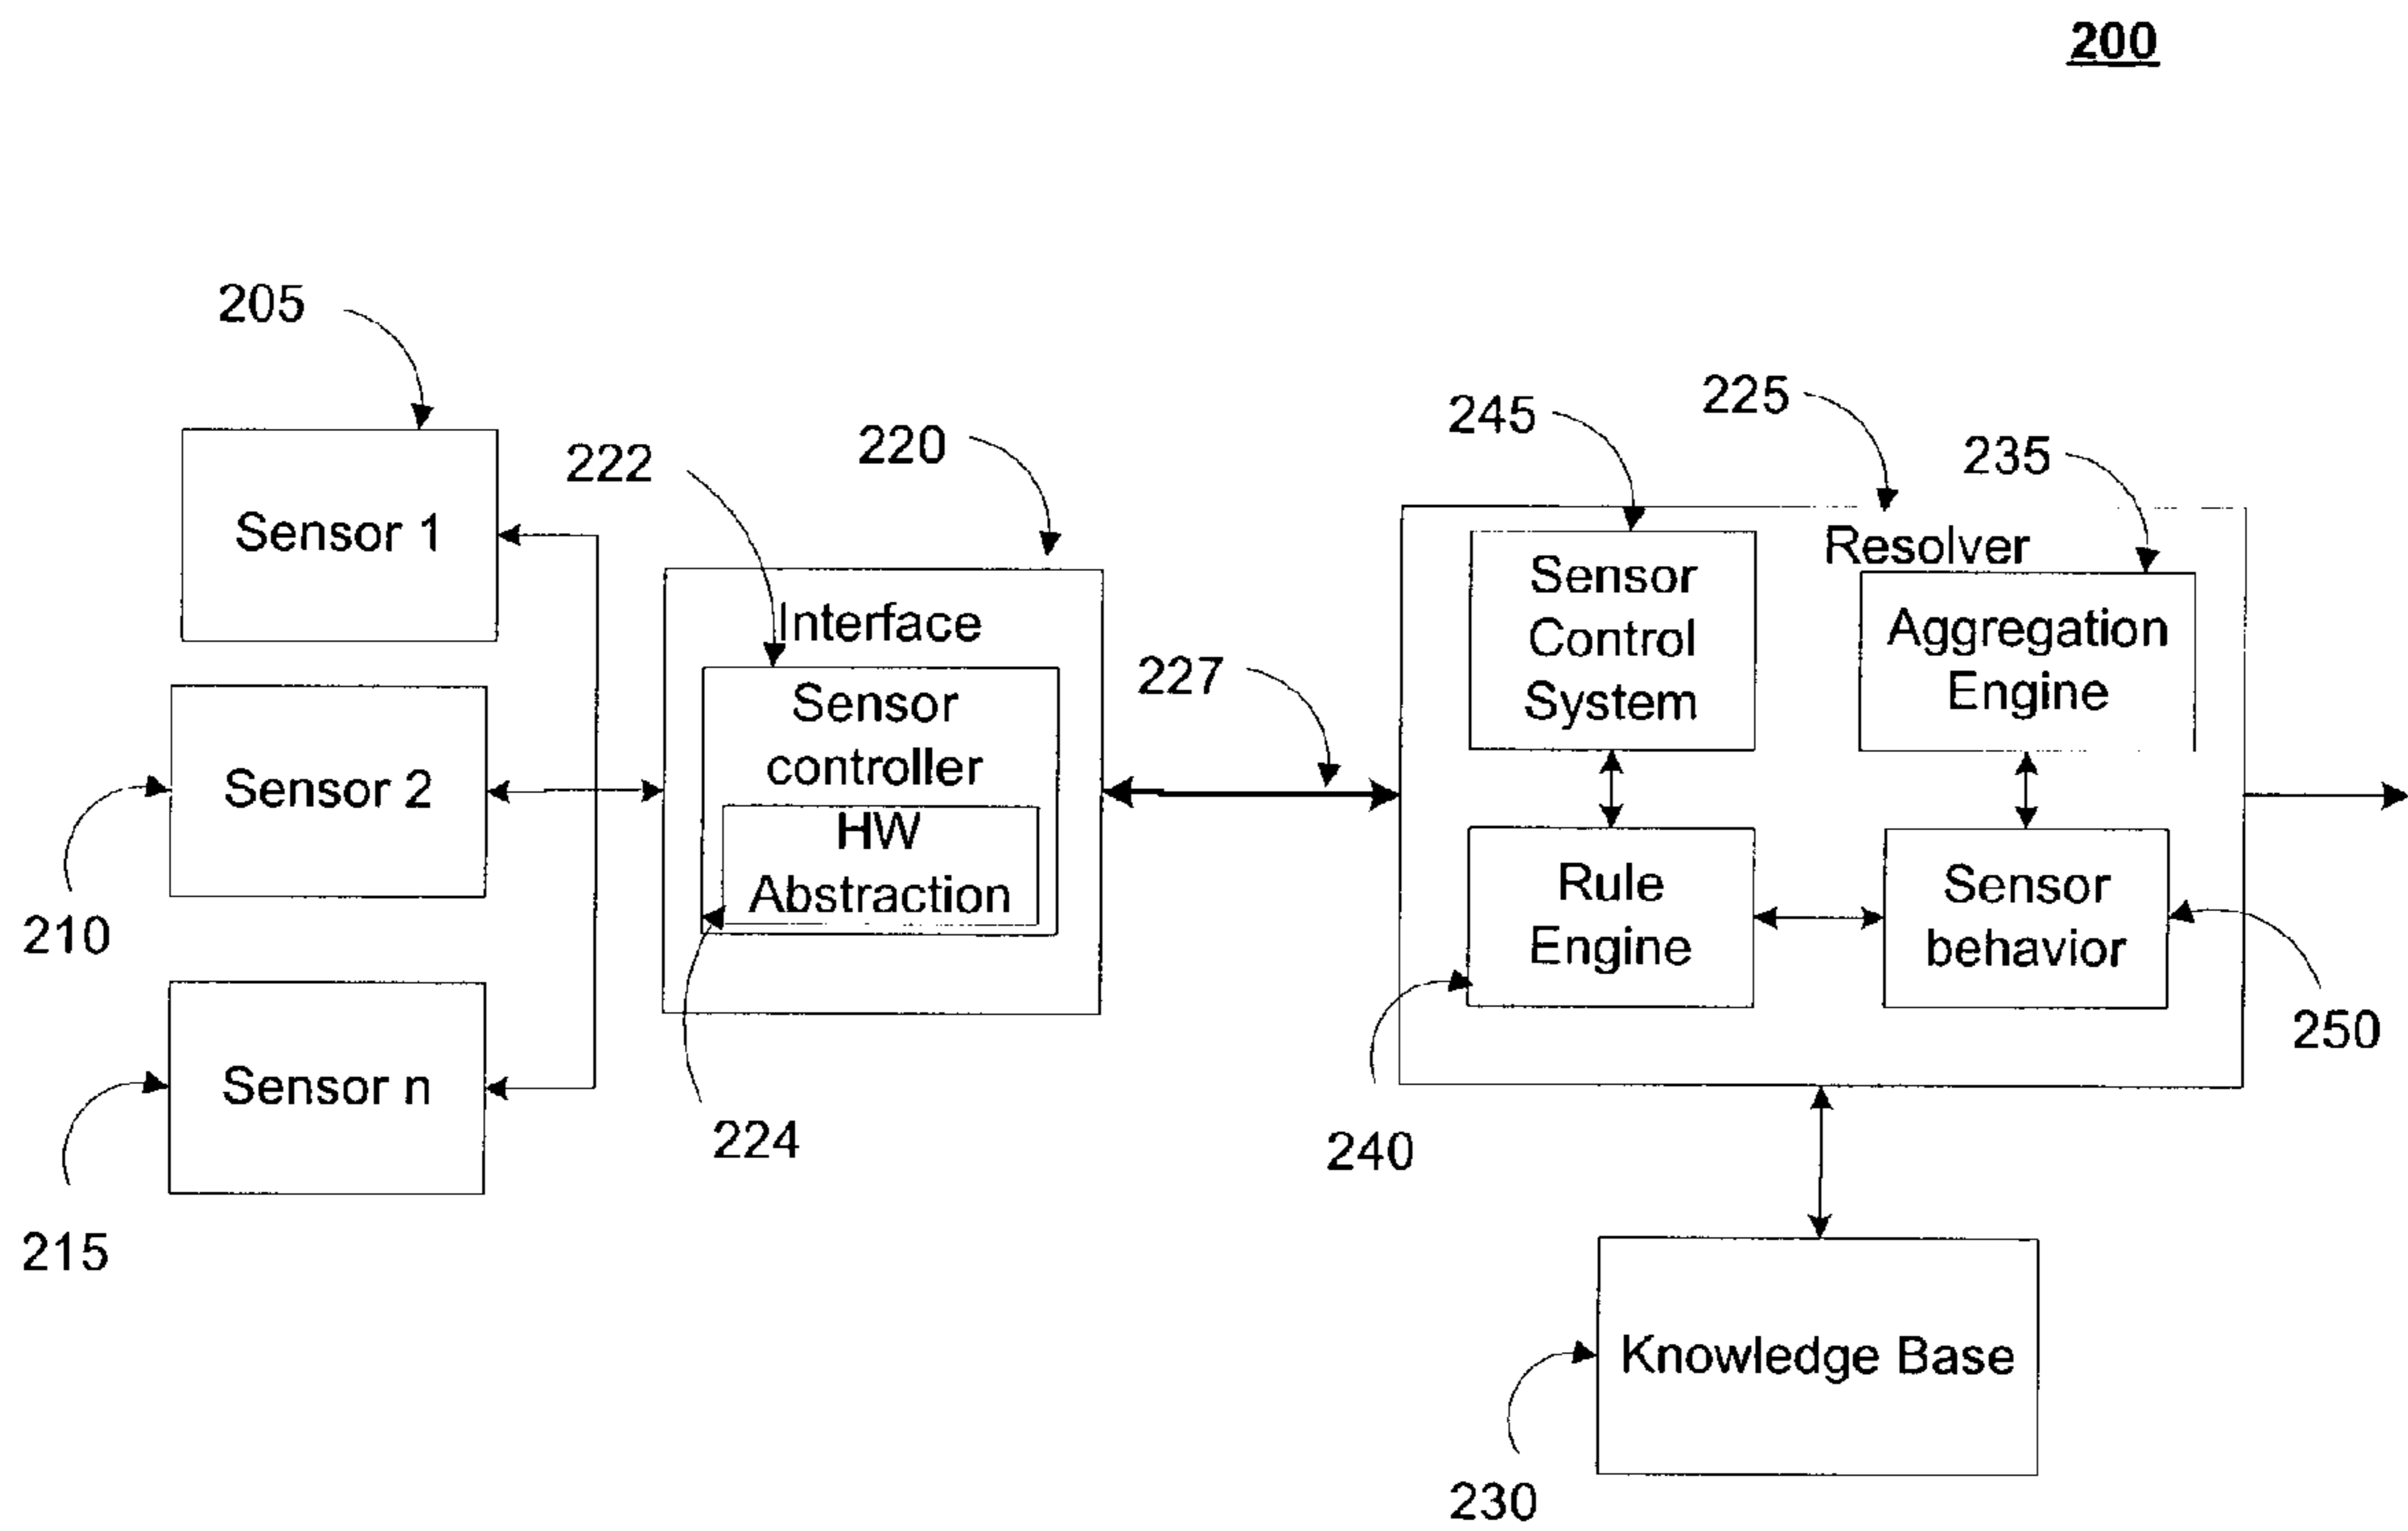 200
205
Sensor 1
210
Sensor 2
215
Sensor n
220
Interface
222
Sensor
controller
224
HW
Abstraction
227
225
Resolver
245
Sensor
Control
System
235
Aggregation
Engine
240
Rule
Engine
250
Sensor
behavior
230
Knowledge Base